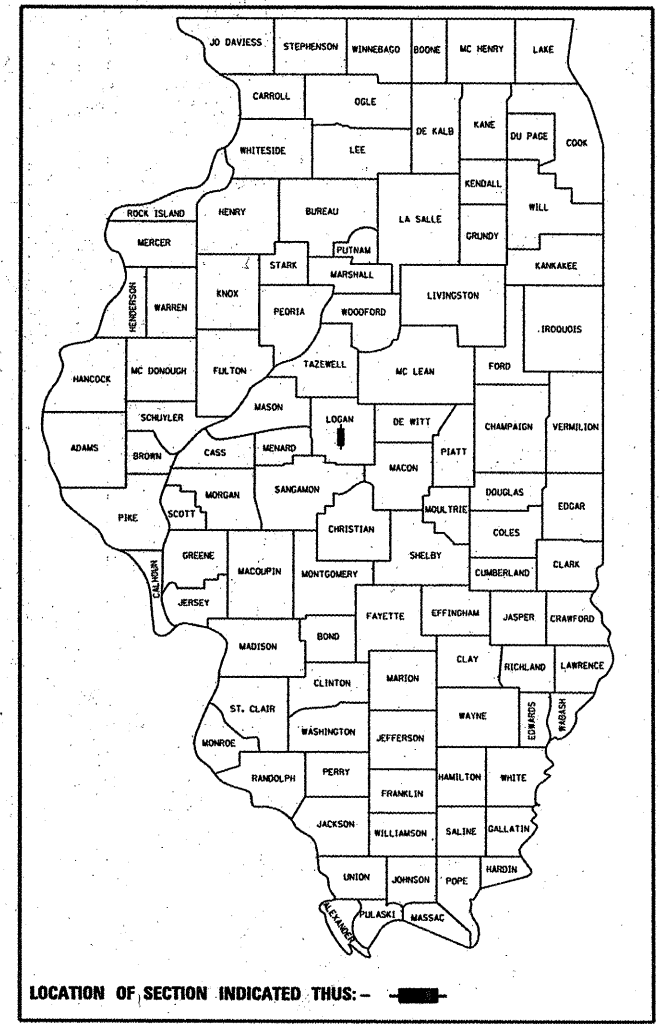 JO DAVIESS STEPHENSON WINNEBAGO BOONE MC HENRY LAKE
CARROLL OGLE DE KALB KANE DU PAGE COOK
WHITESIDE LEE
KENDALL WILL
ROCK ISLAND HENRY BUREAU LA SALLE GRUNDY
MERCER PUTNAM KANKAKEE
STARK MARSHALL
HENDERSON WARREN KNOX PEORIA WOODFORD LIVINGSTON IROQUOIS
HANCOCK MC DONOUGH FULTON TAZEWELL MC LEAN FORD
SCHUYLER MASON LOGAN DE WITT CHAMPAIGN VERMILION
ADAMS BROWN CASS MENARD MACON PIATT
PIKE SCOTT MORGAN SANGAMON MOULTRIE DOUGLAS EDGAR
CHRISTIAN COLES
CALHOUN GREENE MACOUPIN MONTGOMERY SHELBY CUMBERLAND CLARK
JERSEY FAYETTE EFFINGHAM JASPER CRAWFORD
MADISON BOND CLAY RICHLAND LAWRENCE
CLINTON MARION
ST. CLAIR WAYNE EDWARDS WABASH
MONROE WASHINGTON JEFFERSON
RANDOLPH PERRY HAMILTON WHITE
FRANKLIN
JACKSON WILLIAMSON SALINE GALLATIN
UNION JOHNSON POPE HARDIN
ALEXANDER PULASKI MASSAC
LOCATION OF SECTION INDICATED THUS:-